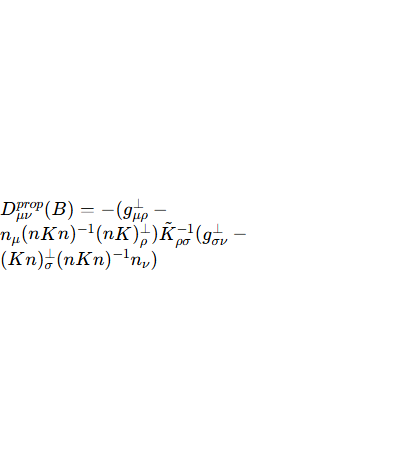 $D^{prop}_{\mu\nu}(B) = -(g^{\perp}_{\mu\rho} -$
$n_{\mu}(nKn)^{-1}(nK)^{\perp}_{\rho})\tilde{K}^{-1}_{\rho\sigma}(g^{\perp}_{\sigma\nu} -$
$(Kn)^{\perp}_{\sigma}(nKn)^{-1}n_{\nu})$